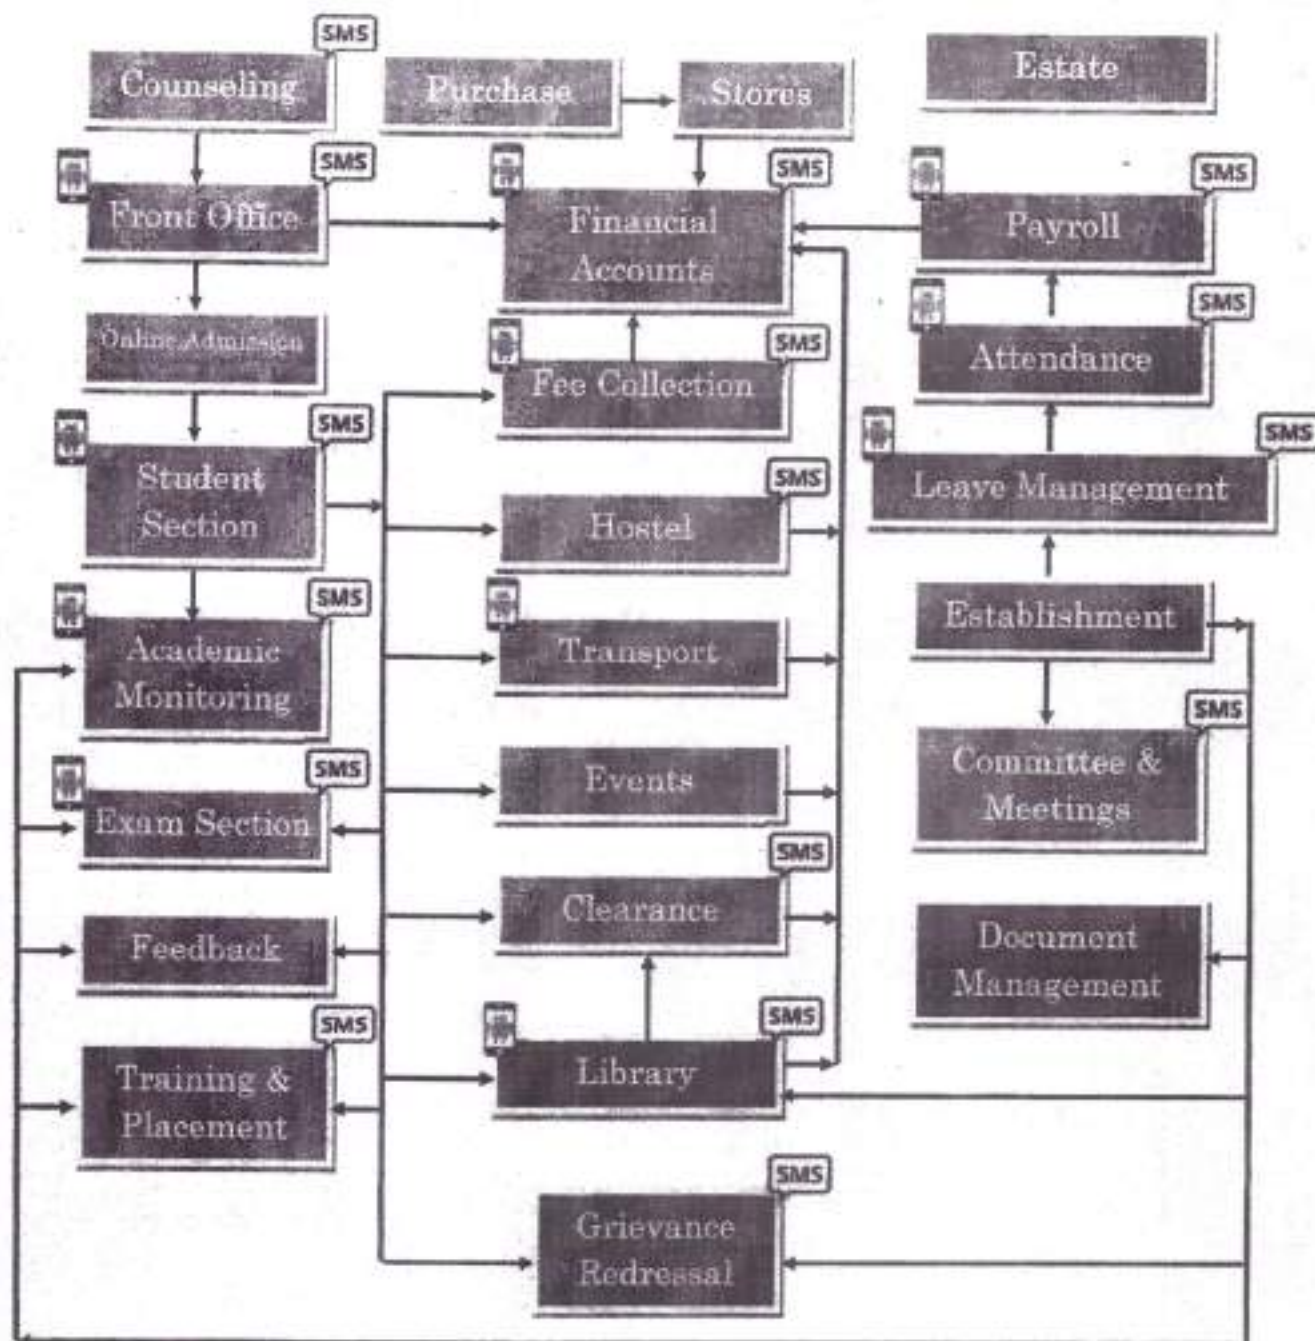 SMS
Counseling
Purchase
Stores
Estate
SMS
Front Office
SMS
Financial
Accounts
SMS
Payroll
Online Admission
SMS
Fee Collection
SMS
Attendance
SMS
Student
Section
SMS
Hostel
SMS
Leave Management
SMS
Academic
Monitoring
Transport
Establishment
SMS
Exam Section
Events
SMS
Committee &
Meetings
Feedback
SMS
Clearance
Document
Management
SMS
Training &
Placement
SMS
Library
SMS
Grievance
Redressal